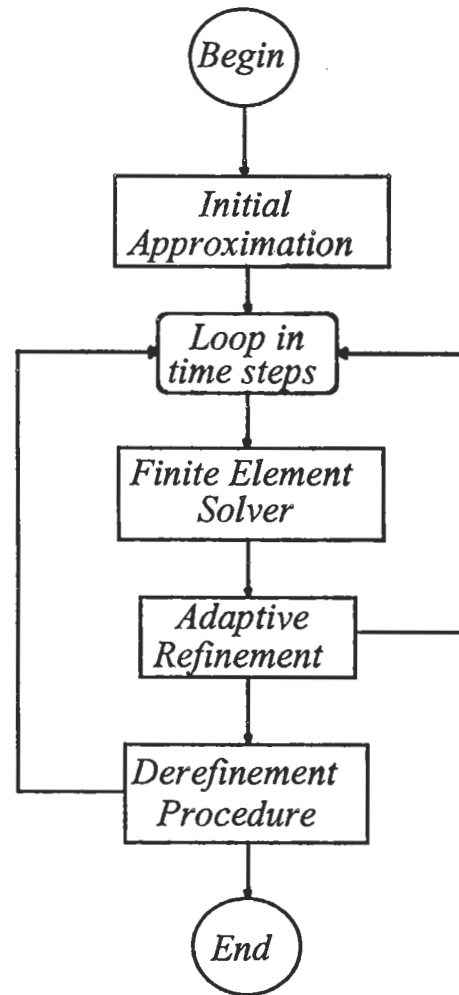 Begin
Initial
Approximation
Loop in
time steps
Finite Element
Solver
Adaptive
Refinement
Derefinement
Procedure
End